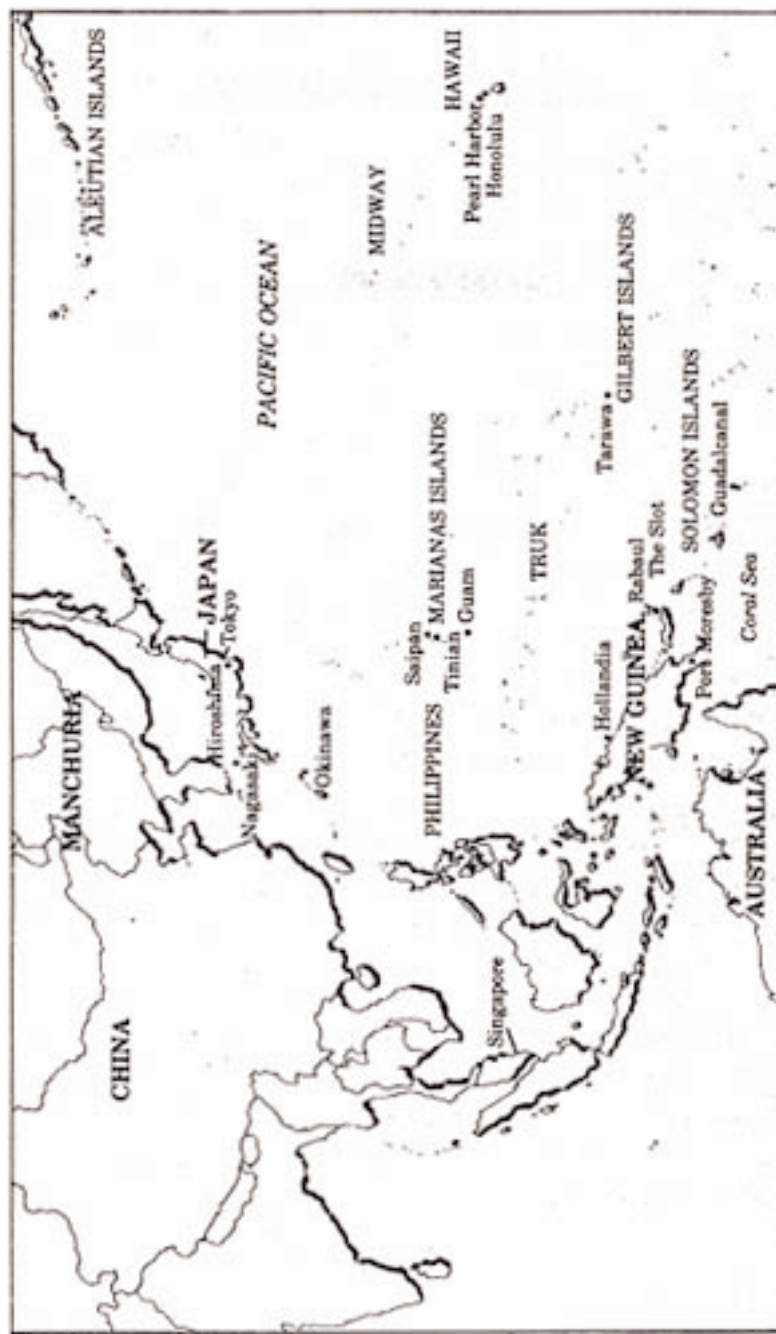 ALEUTIAN ISLANDS
MANCHURIA
CHINA
JAPAN
Tokyo
Hiroshima
Nagasaki
PACIFIC OCEAN
Okinawa
MIDWAY
HAWAII
Pearl Harbor
Honolulu
PHILIPPINES
Saipan
Tinian
MARIANAS ISLANDS
Guam
Singapore
TRUK
Tarawa
GILBERT ISLANDS
Hollandia
NEW GUINEA
Rabaul
The Slot
SOLOMON ISLANDS
Port Moresby
Guadalcanal
Coral Sea
AUSTRALIA